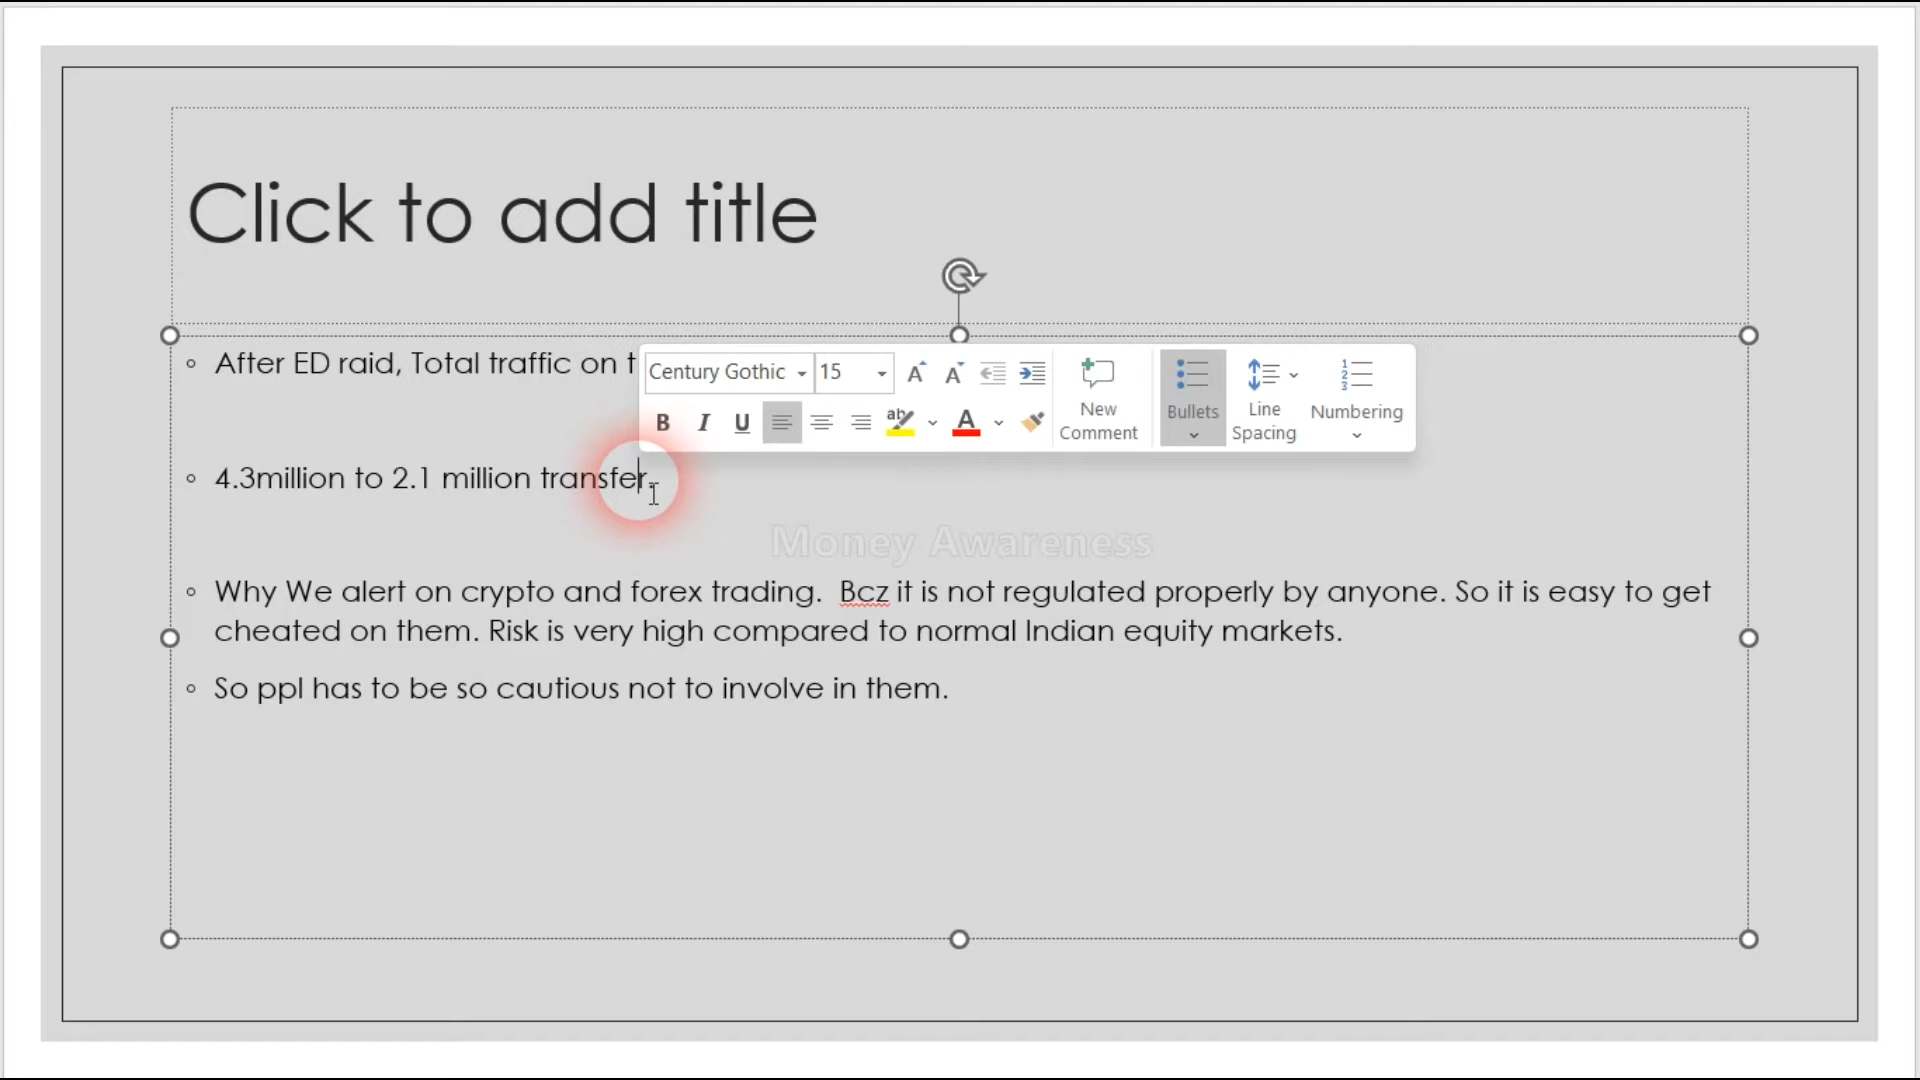 Click to add title
After ED raid, Total traffic on t
Century Gothic 15
New Comment
Bullets
Line Spacing
Numbering
B I U
4.3million to 2.1 million transfer.
Money Awareness
Why We alert on crypto and forex trading.  Bcz it is not regulated properly by anyone. So it is easy to get
cheated on them. Risk is very high compared to normal Indian equity markets.
So ppl has to be so cautious not to involve in them.